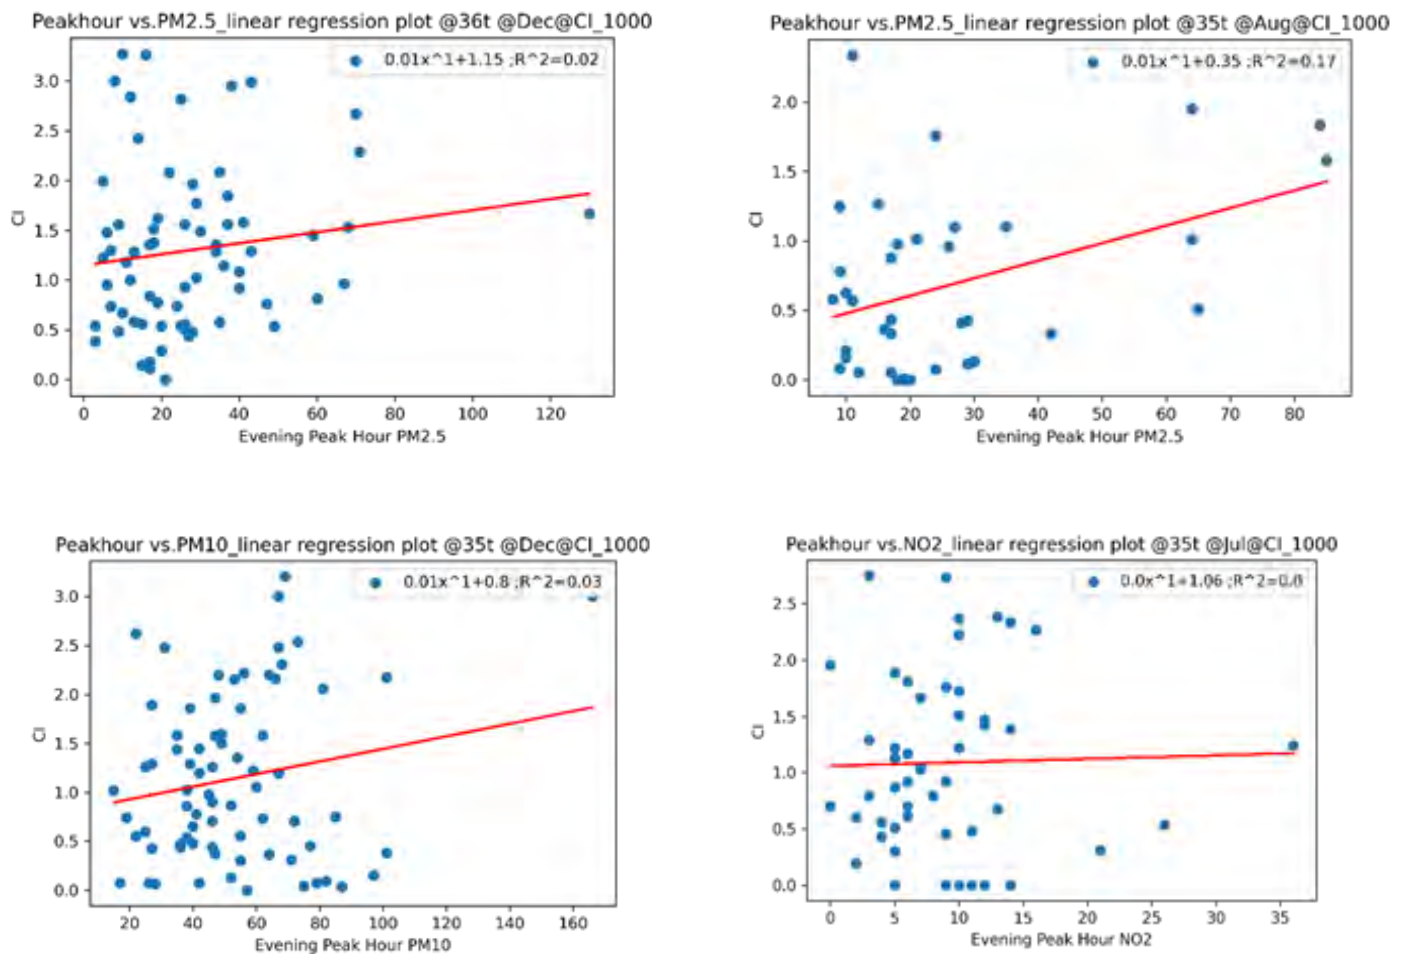 Peakhour vs.PM2.5_linear regression plot @36t @Dec@CI_1000
0.01x^1+1.15 ;R^2=0.02
CI
3.0
2.5
2.0
1.5
1.0
0.5
0.0
0 20 40 60 80 100 120
Evening Peak Hour PM2.5
Peakhour vs.PM2.5_linear regression plot @35t @Aug@CI_1000
0.01x^1+0.35 ;R^2=0.17
CI
2.0
1.5
1.0
0.5
0.0
10 20 30 40 50 60 70 80
Evening Peak Hour PM2.5
Peakhour vs.PM10_linear regression plot @35t @Dec@CI_1000
0.01x^1+0.8 ;R^2=0.03
CI
3.0
2.5
2.0
1.5
1.0
0.5
0.0
20 40 60 80 100 120 140 160
Evening Peak Hour PM10
Peakhour vs.NO2_linear regression plot @35t @Jul@CI_1000
0.0x^1+1.06 ;R^2=0.0
CI
2.5
2.0
1.5
1.0
0.5
0.0
0 5 10 15 20 25 30 35
Evening Peak Hour NO2